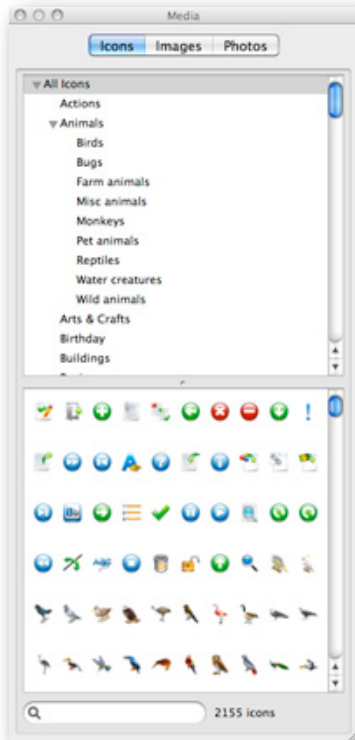 Media
Icons Images Photos
All Icons
Actions
Animals
Birds
Bugs
Farm animals
Misc animals
Monkeys
Pet animals
Reptiles
Water creatures
Wild animals
Arts & Crafts
Birthday
Buildings
2155 icons